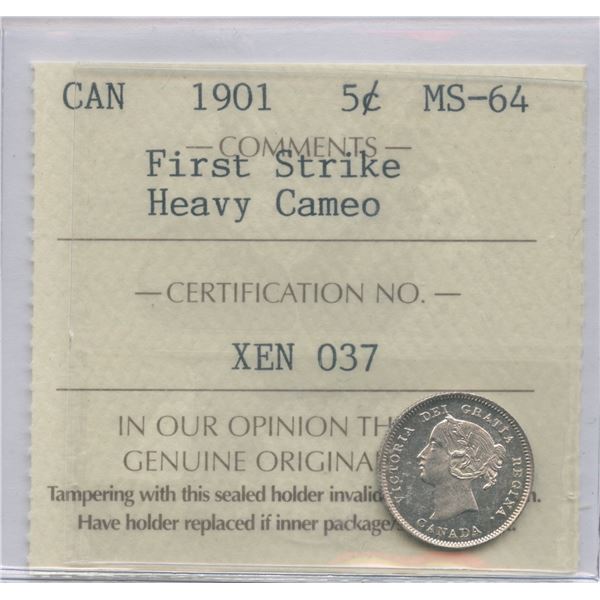 CAN 1901 5¢ MS-64
— COMMENTS —
First Strike
Heavy Cameo
— CERTIFICATION NO. —
XEN 037
IN OUR OPINION TH
GENUINE ORIGINA
Tampering with this sealed holder invalid
Have holder replaced if inner package
VICTORIA DEI GRATIA REGINA
CANADA